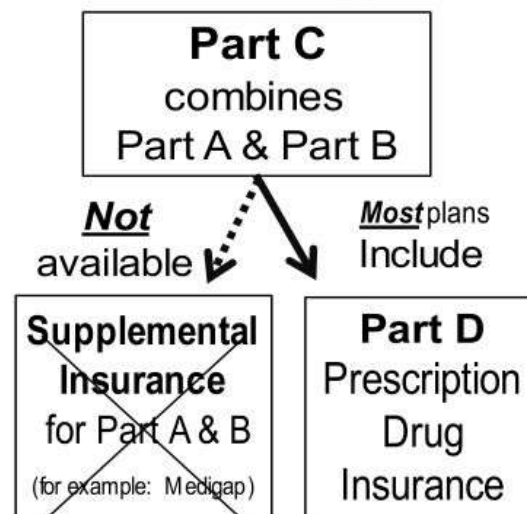 Part C
combines
Part A & Part B
Not
available
Most plans
Include
Supplemental
Insurance
for Part A & B
(for example: Medigap)
Part D
Prescription
Drug
Insurance